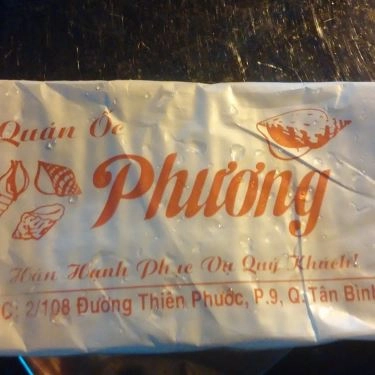 Quán Ốc
Phương
Hân Hạnh Phục Vụ Quý Khách!
C: 2/108 Đường Thiên Phước, P.9, Q. Tân Bình